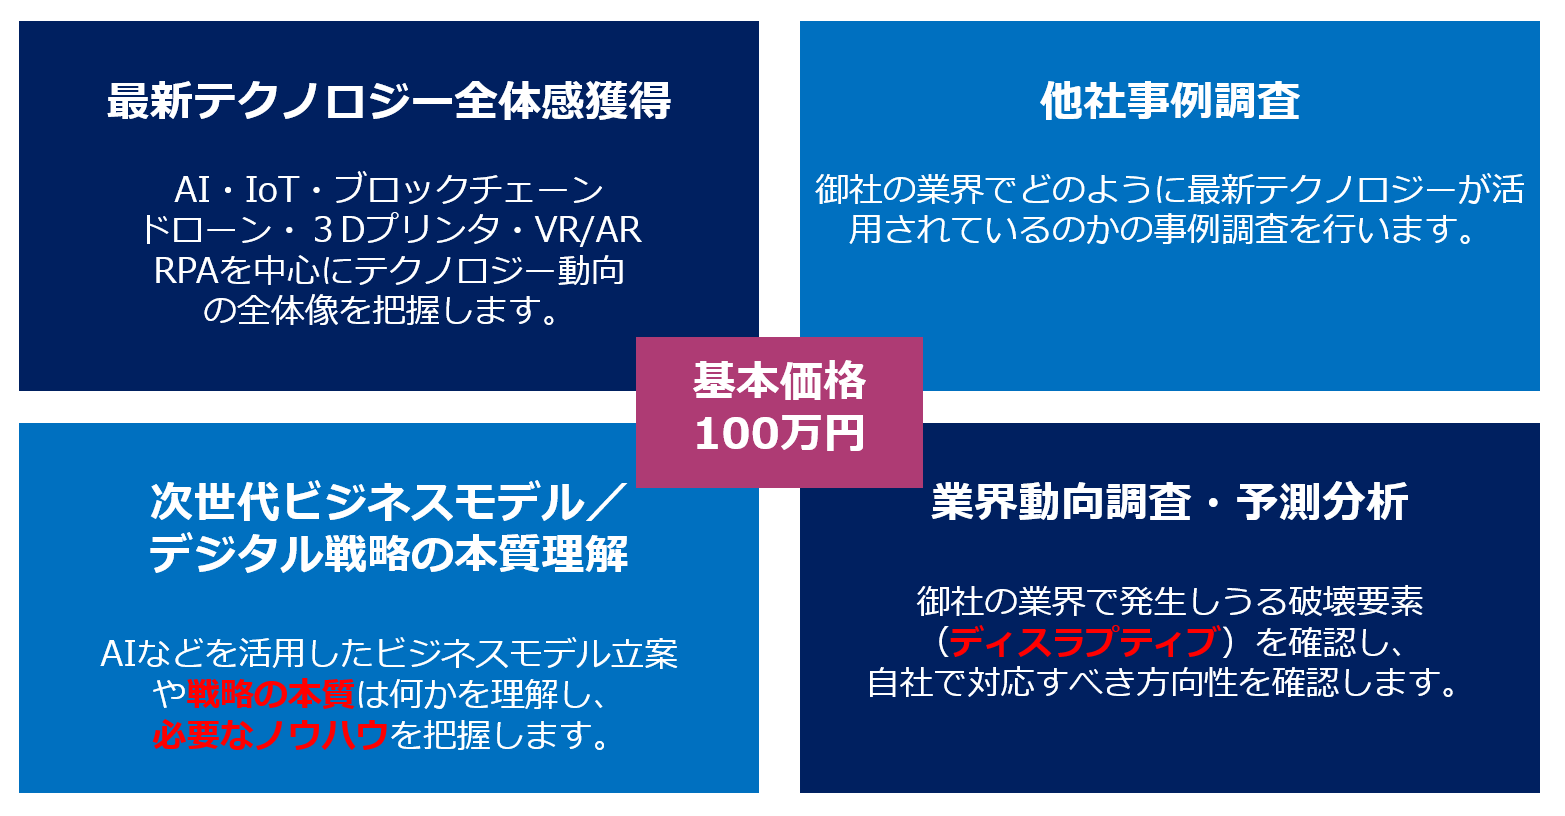 最新テクノロジー全体感獲得
AI・IoT・ブロックチェーン
ドローン・３Dプリンタ・VR/AR
RPAを中心にテクノロジー動向
の全体像を把握します。
他社事例調査
御社の業界でどのように最新テクノロジーが活
用されているのかの事例調査を行います。
基本価格
100万円
次世代ビジネスモデル／
デジタル戦略の本質理解
AIなどを活用したビジネスモデル立案
や戦略の本質は何かを理解し、
必要なノウハウを把握します。
業界動向調査・予測分析
御社の業界で発生しうる破壊要素
（ディスラプティブ）を確認し、
自社で対応すべき方向性を確認します。